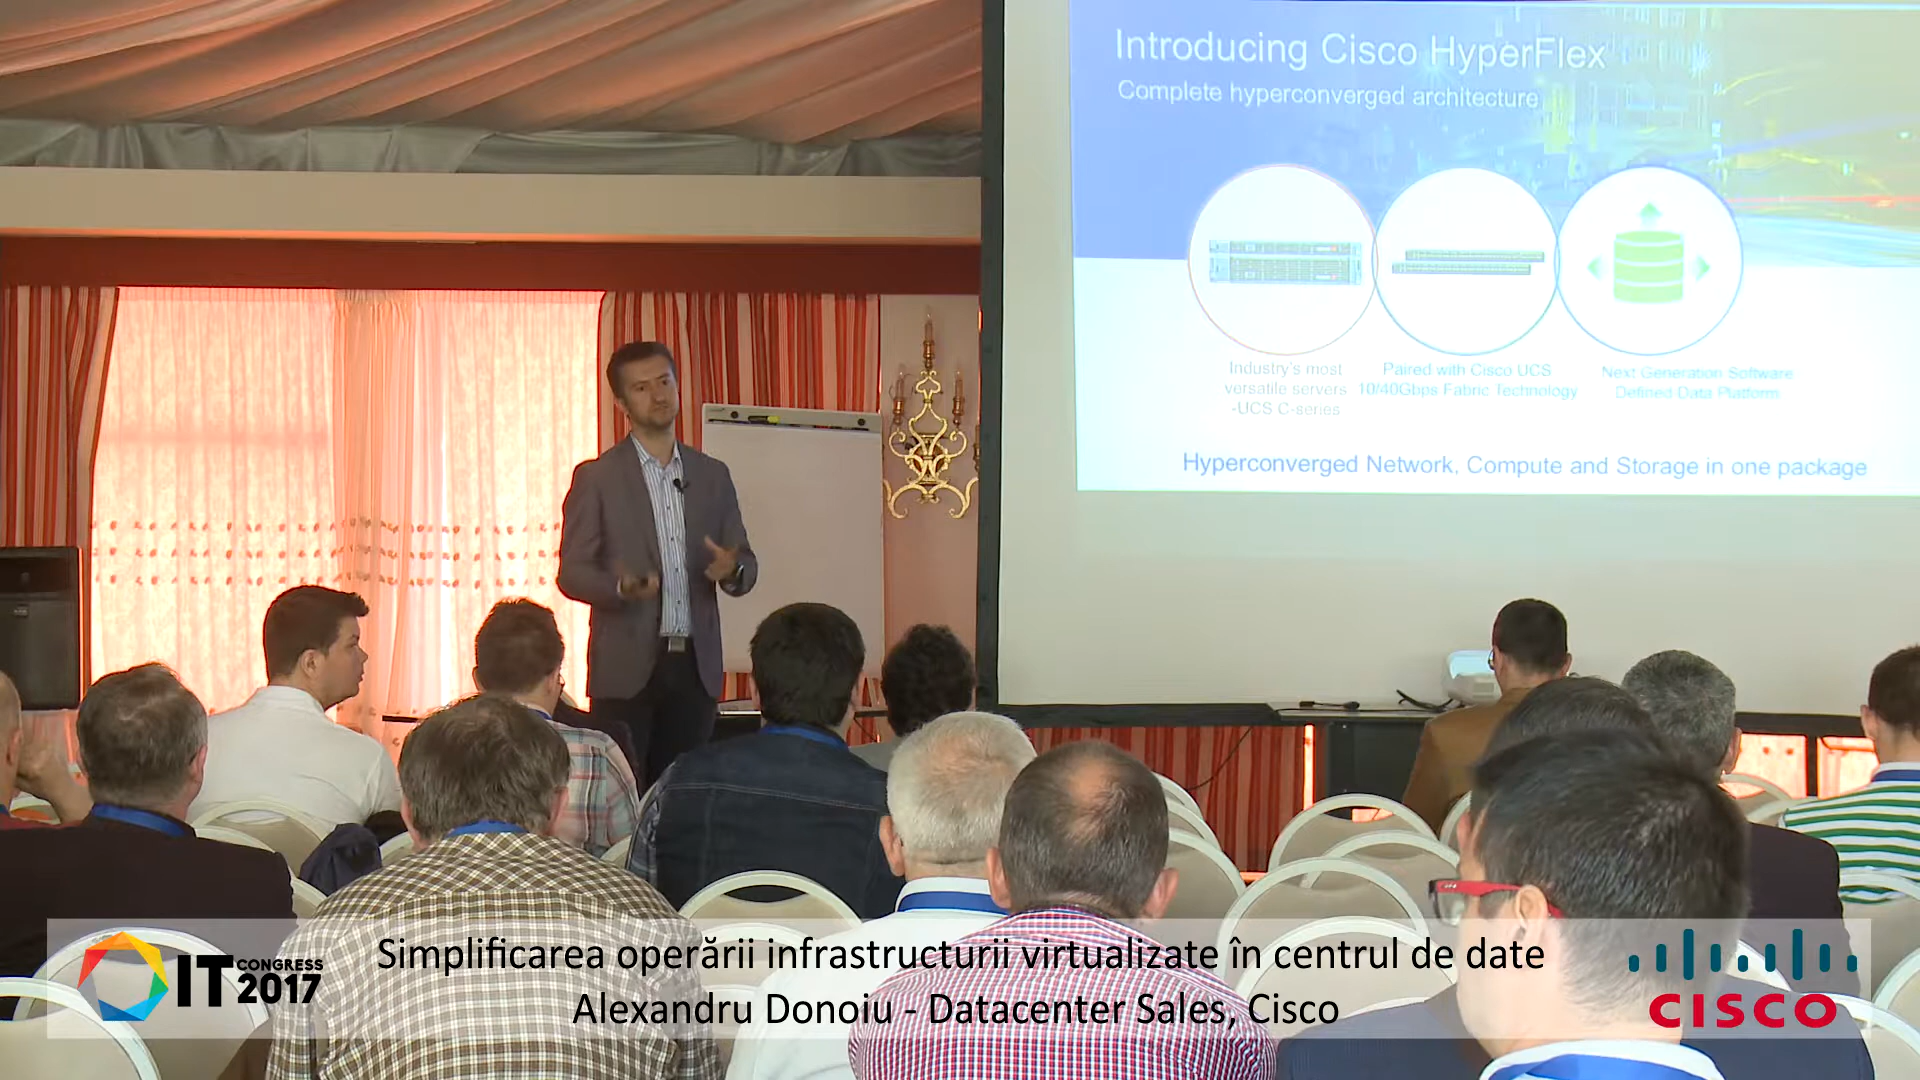 Introducing Cisco HyperFlex
Complete hyperconverged architecture
Industry's most
versatile servers
-UCS C-series
Paired with Cisco UCS
10/40Gbps Fabric Technology
Next Generation Software
Defined Data Platform
Hyperconverged Network, Compute and Storage in one package
IT CONGRESS
2017
Simplificarea operării infrastructurii virtualizate în centrul de date
Alexandru Donoiu - Datacenter Sales, Cisco
CISCO